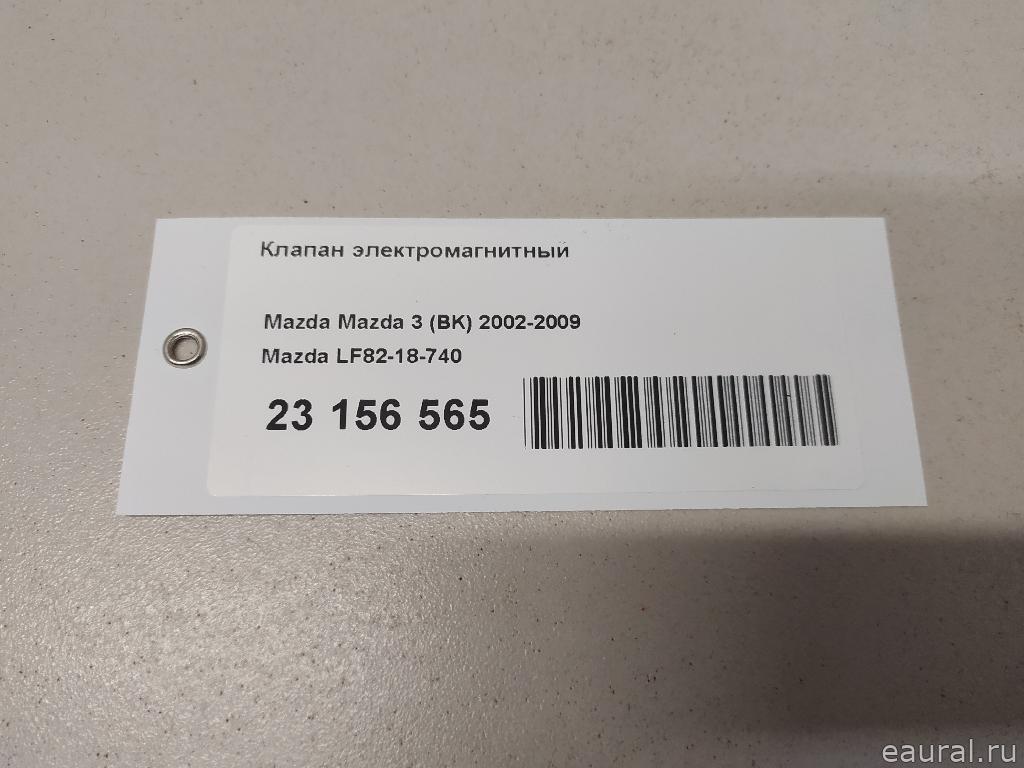 Клапан электромагнитный
Mazda Mazda 3 (BK) 2002-2009
Mazda LF82-18-740
23 156 565
eaural.ru